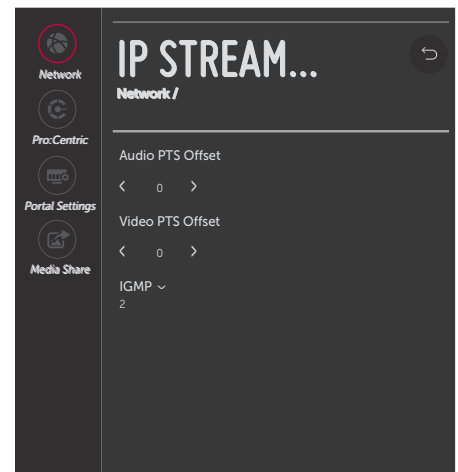 Network
Pro:Centric
Portal Settings
Media Share
IP STREAM...
Network /
Audio PTS Offset
0
Video PTS Offset
0
IGMP
2